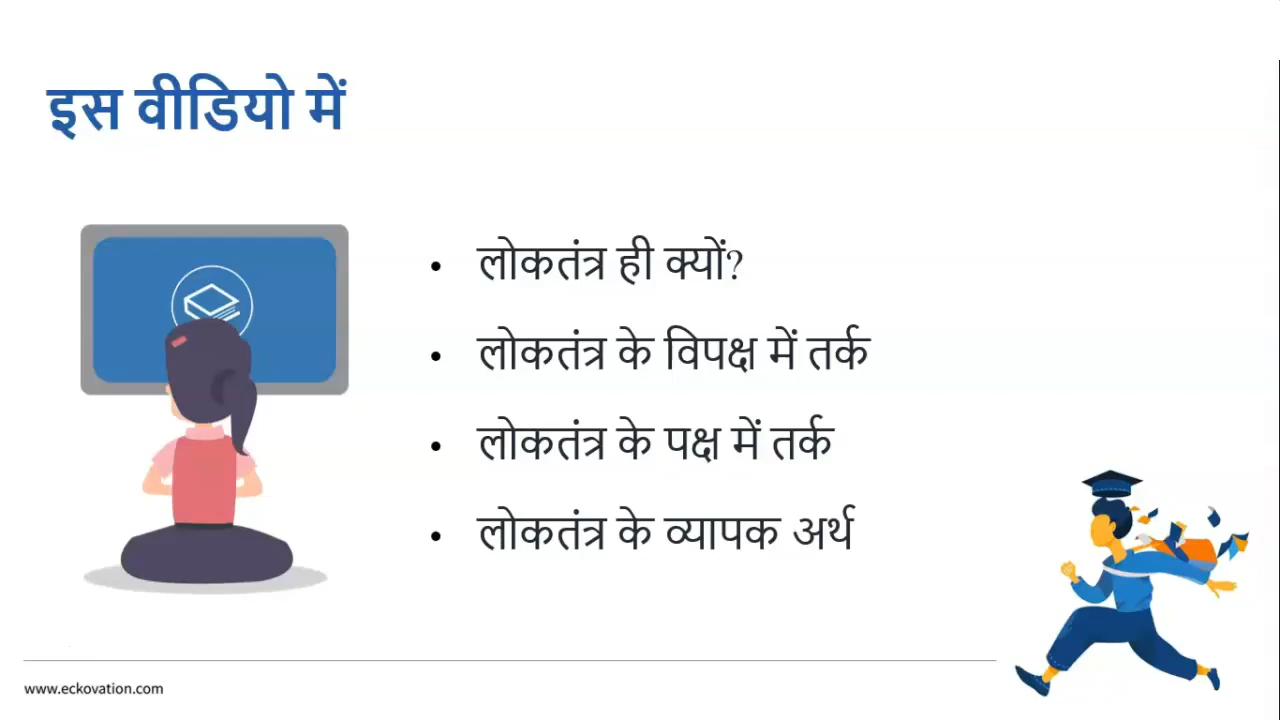 इस वीडियो में
• लोकतंत्र ही क्यों?
• लोकतंत्र के विपक्ष में तर्क
• लोकतंत्र के पक्ष में तर्क
• लोकतंत्र के व्यापक अर्थ
www.eckovation.com